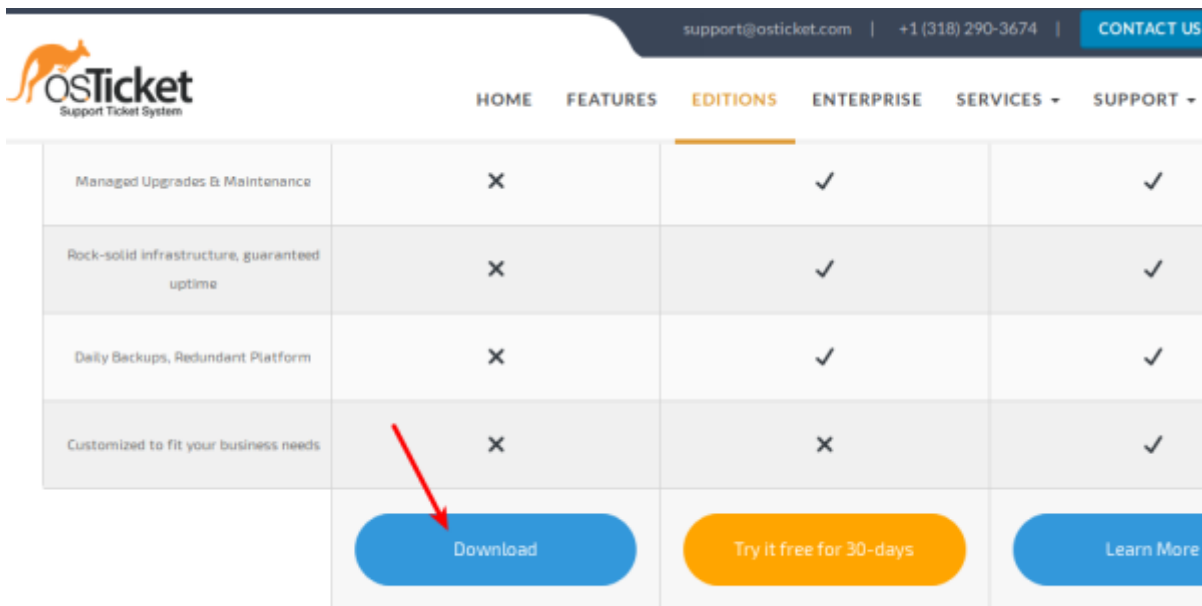 support@osticket.com | +1 (318) 290-3674 | CONTACT US
osTicket
Support Ticket System
HOME FEATURES EDITIONS ENTERPRISE SERVICES SUPPORT
Managed Upgrades & Maintenance
Rock-solid infrastructure, guaranteed
uptime
Daily Backups, Redundant Platform
Customized to fit your business needs
Download Try it free for 30-days Learn More